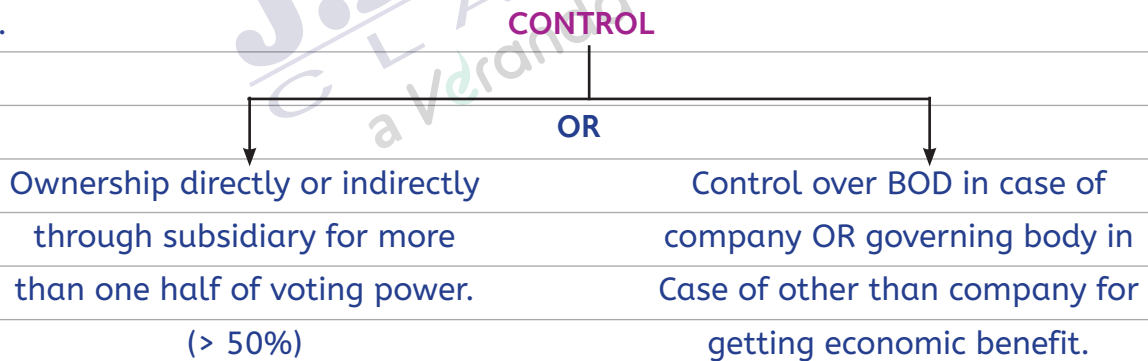 CONTROL
OR
Ownership directly or indirectly
through subsidiary for more
than one half of voting power.
(> 50%)
Control over BOD in case of
company OR governing body in
Case of other than company for
getting economic benefit.
a Veranda